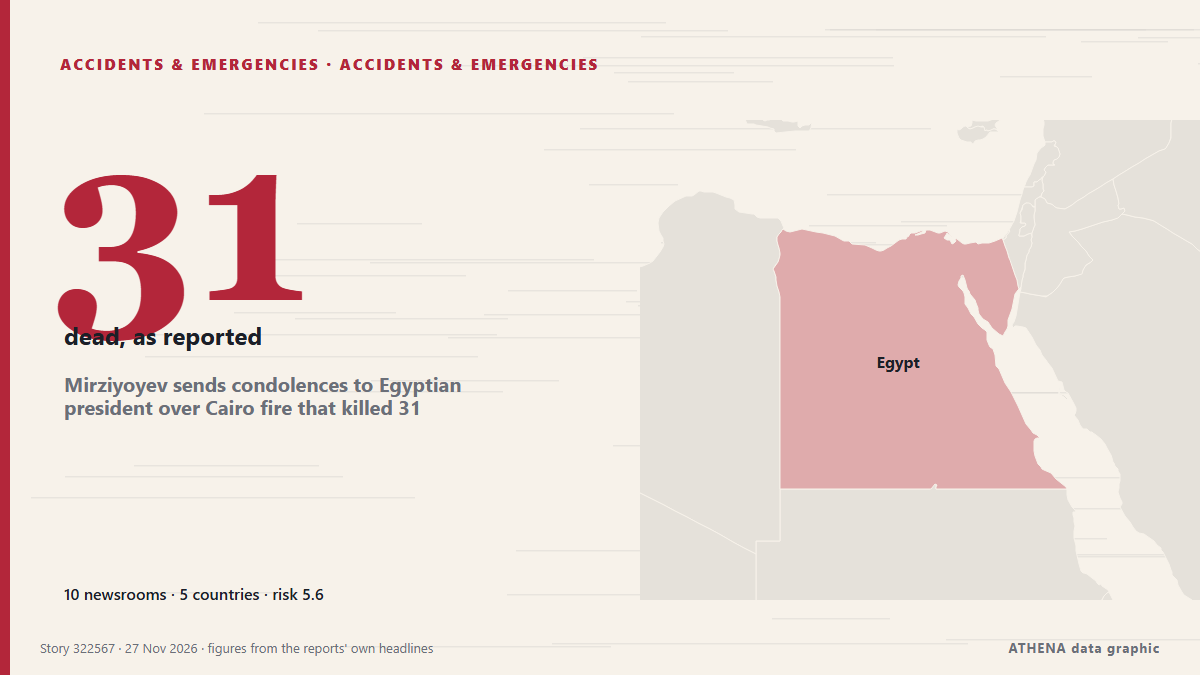 ACCIDENTS & EMERGENCIES · ACCIDENTS & EMERGENCIES
31
dead, as reported
Mirziyoyev sends condolences to Egyptian
president over Cairo fire that killed 31
Egypt
10 newsrooms · 5 countries · risk 5.6
Story 322567 · 27 Nov 2026 · figures from the reports' own headlines
ATHENA data graphic